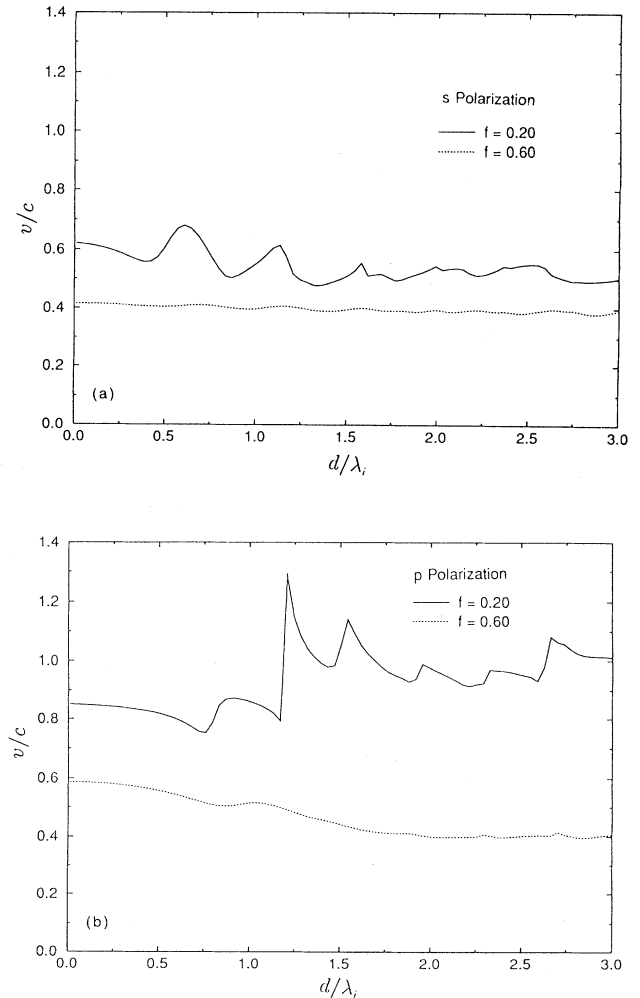 1.4
1.2
1.0
0.8
0.6
0.4
0.2
0.0
v/c
s Polarization
f = 0.20
f = 0.60
(a)
0.0 0.5 1.0 1.5 2.0 2.5 3.0
d/λᵢ
1.4
1.2
1.0
0.8
0.6
0.4
0.2
0.0
v/c
p Polarization
f = 0.20
f = 0.60
(b)
0.0 0.5 1.0 1.5 2.0 2.5 3.0
d/λᵢ